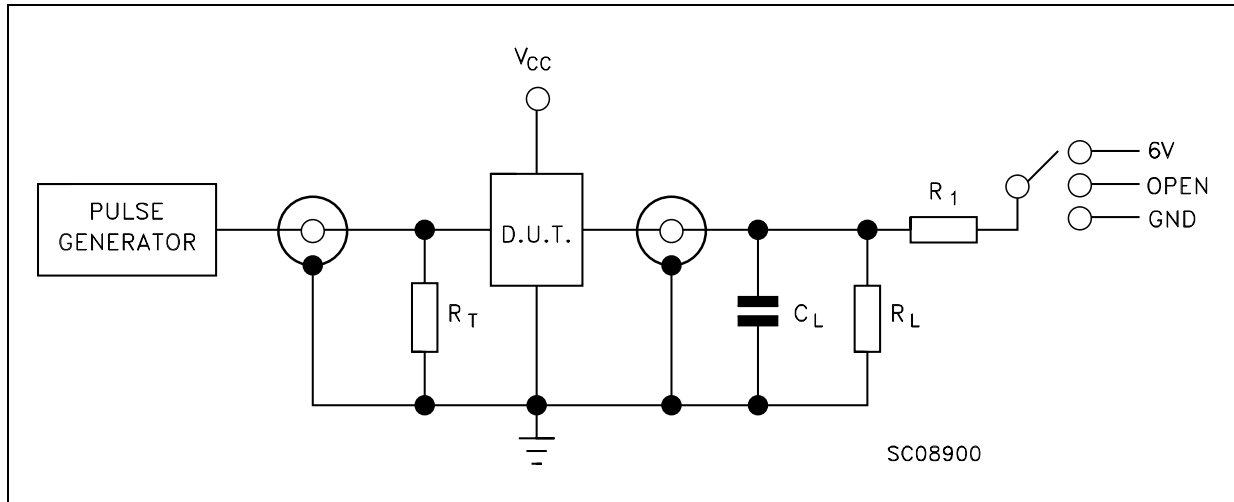 VCC
PULSE
GENERATOR
D.U.T.
RT
CL
RL
R1
6V
OPEN
GND
SC08900